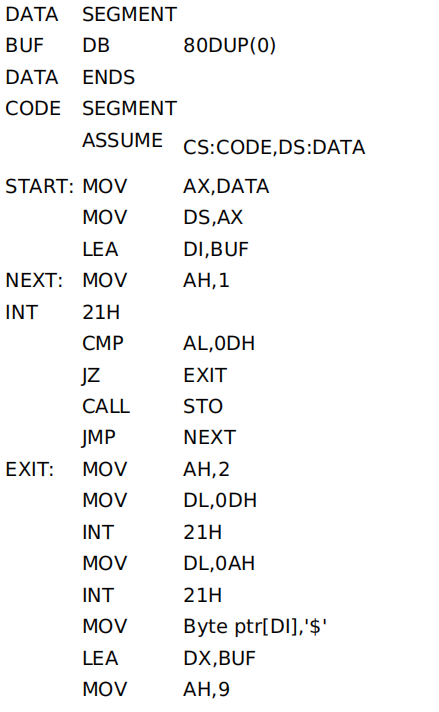 DATA SEGMENT
BUF DB 80DUP(0)
DATA ENDS
CODE SEGMENT
ASSUME CS:CODE,DS:DATA
START: MOV AX,DATA
MOV DS,AX
LEA DI,BUF
NEXT: MOV AH,1
INT 21H
CMP AL,0DH
JZ EXIT
CALL STO
JMP NEXT
EXIT: MOV AH,2
MOV DL,0DH
INT 21H
MOV DL,0AH
INT 21H
MOV Byte ptr[DI],'$'
LEA DX,BUF
MOV AH,9